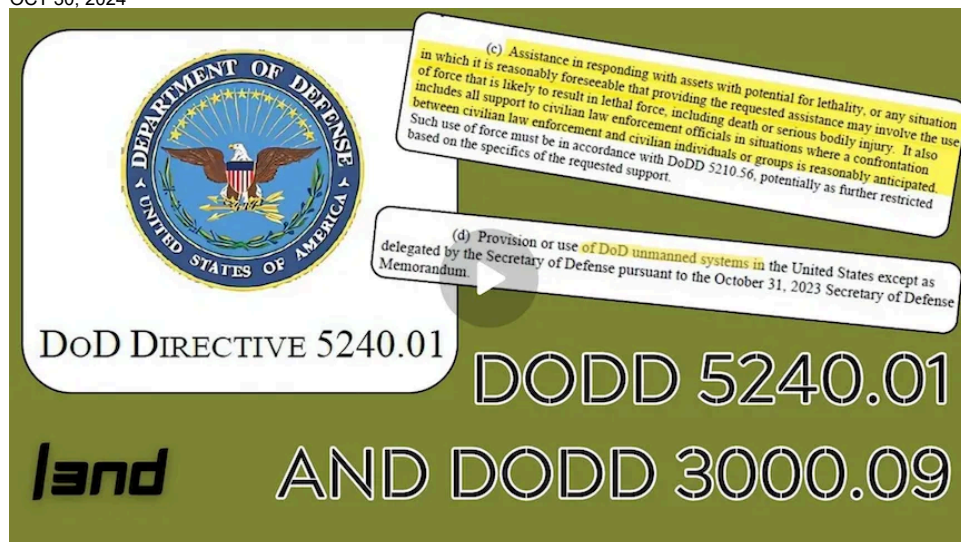 OCT 30, 2024
DEPARTMENT OF DEFENSE
UNITED STATES OF AMERICA
DOD DIRECTIVE 5240.01
(c) Assistance in responding with assets with potential for lethality, or any situation
in which it is reasonably foreseeable that providing the requested assistance may involve the use
of force that is likely to result in lethal force, including death or serious bodily injury. It also
includes all support to civilian law enforcement officials in situations where a confrontation
between civilian law enforcement and civilian individuals or groups is reasonably anticipated.
Such use of force must be in accordance with DoDD 5210.56, potentially as further restricted
based on the specifics of the requested support.
(d) Provision or use of DoD unmanned systems in the United States except as
delegated by the Secretary of Defense pursuant to the October 31, 2023 Secretary of Defense
Memorandum.
DODD 5240.01
AND DODD 3000.09
land